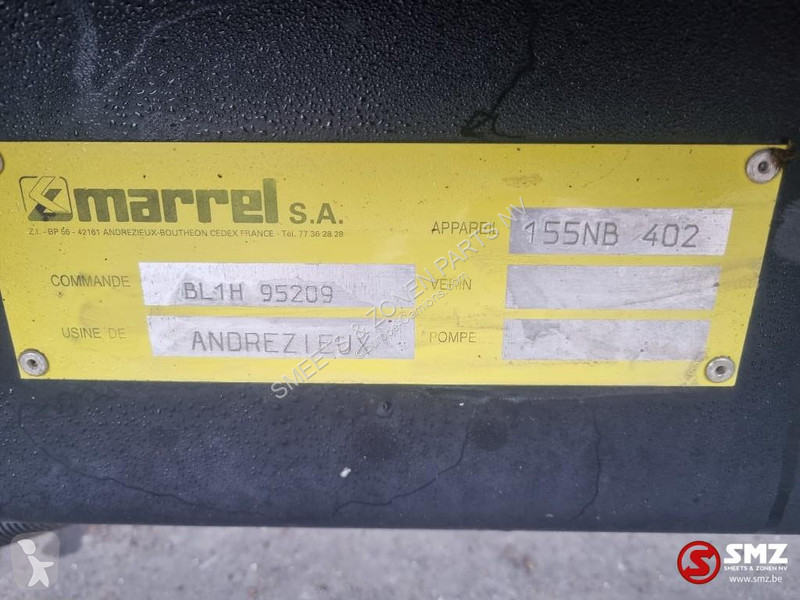 marrel S.A.
Z.I. - BP 56 - 42161 ANDREZIEUX-BOUTHEON CEDEX FRANCE - Tél. 77.36.28.28
APPAREIL 155NB 402
COMMANDE BL1H 95209
VERIN
USINE DE ANDREZIEUX
POMPE
SMEETS & ZONEN PARTS NV
SMZ
SMEETS & ZONEN NV
www.smz.be